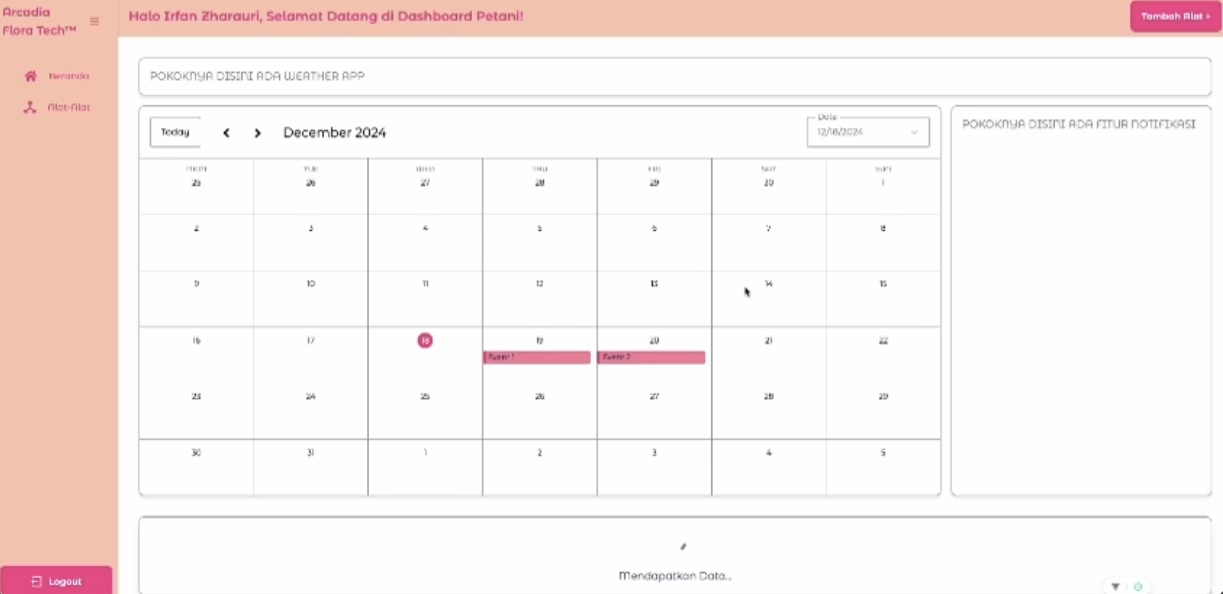 Arcadia
Flora Tech™
Halo Irfan Zharauri, Selamat Datang di Dashboard Petani!
Tambah Alat +
Beranda
Alat-Alat
POKOKNYA DISINI ADA WEATHER APP
Today
December 2024
Date
12/18/2024
POKOKNYA DISINI ADA FITUR NOTIFIKASI
MON TUE WED THU FRI SAT SUN
25 26 27 28 29 30 1
2 3 4 5 6 7 8
9 10 11 12 13 14 15
16 17 18 19 20 21 22
Event 1 Event 2
23 24 25 26 27 28 29
30 31 1 2 3 4 5
Mendapatkan Data...
Logout